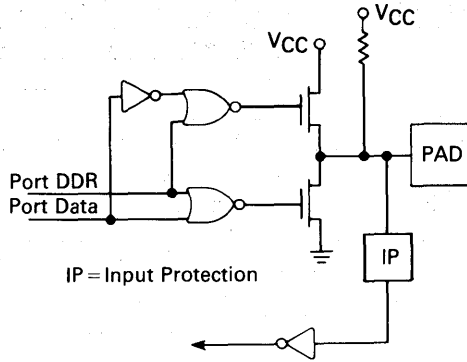 VCC
VCC
PAD
Port DDR
Port Data
IP
IP = Input Protection